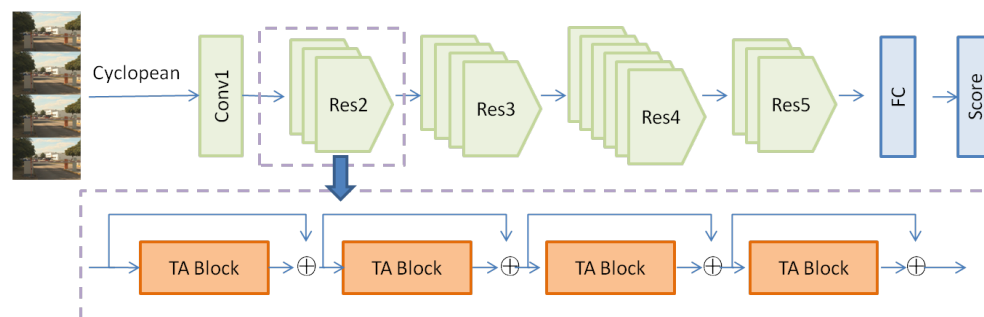 Cyclopean
Conv1
Res2
Res3
Res4
Res5
FC
Score
TA Block
TA Block
TA Block
TA Block